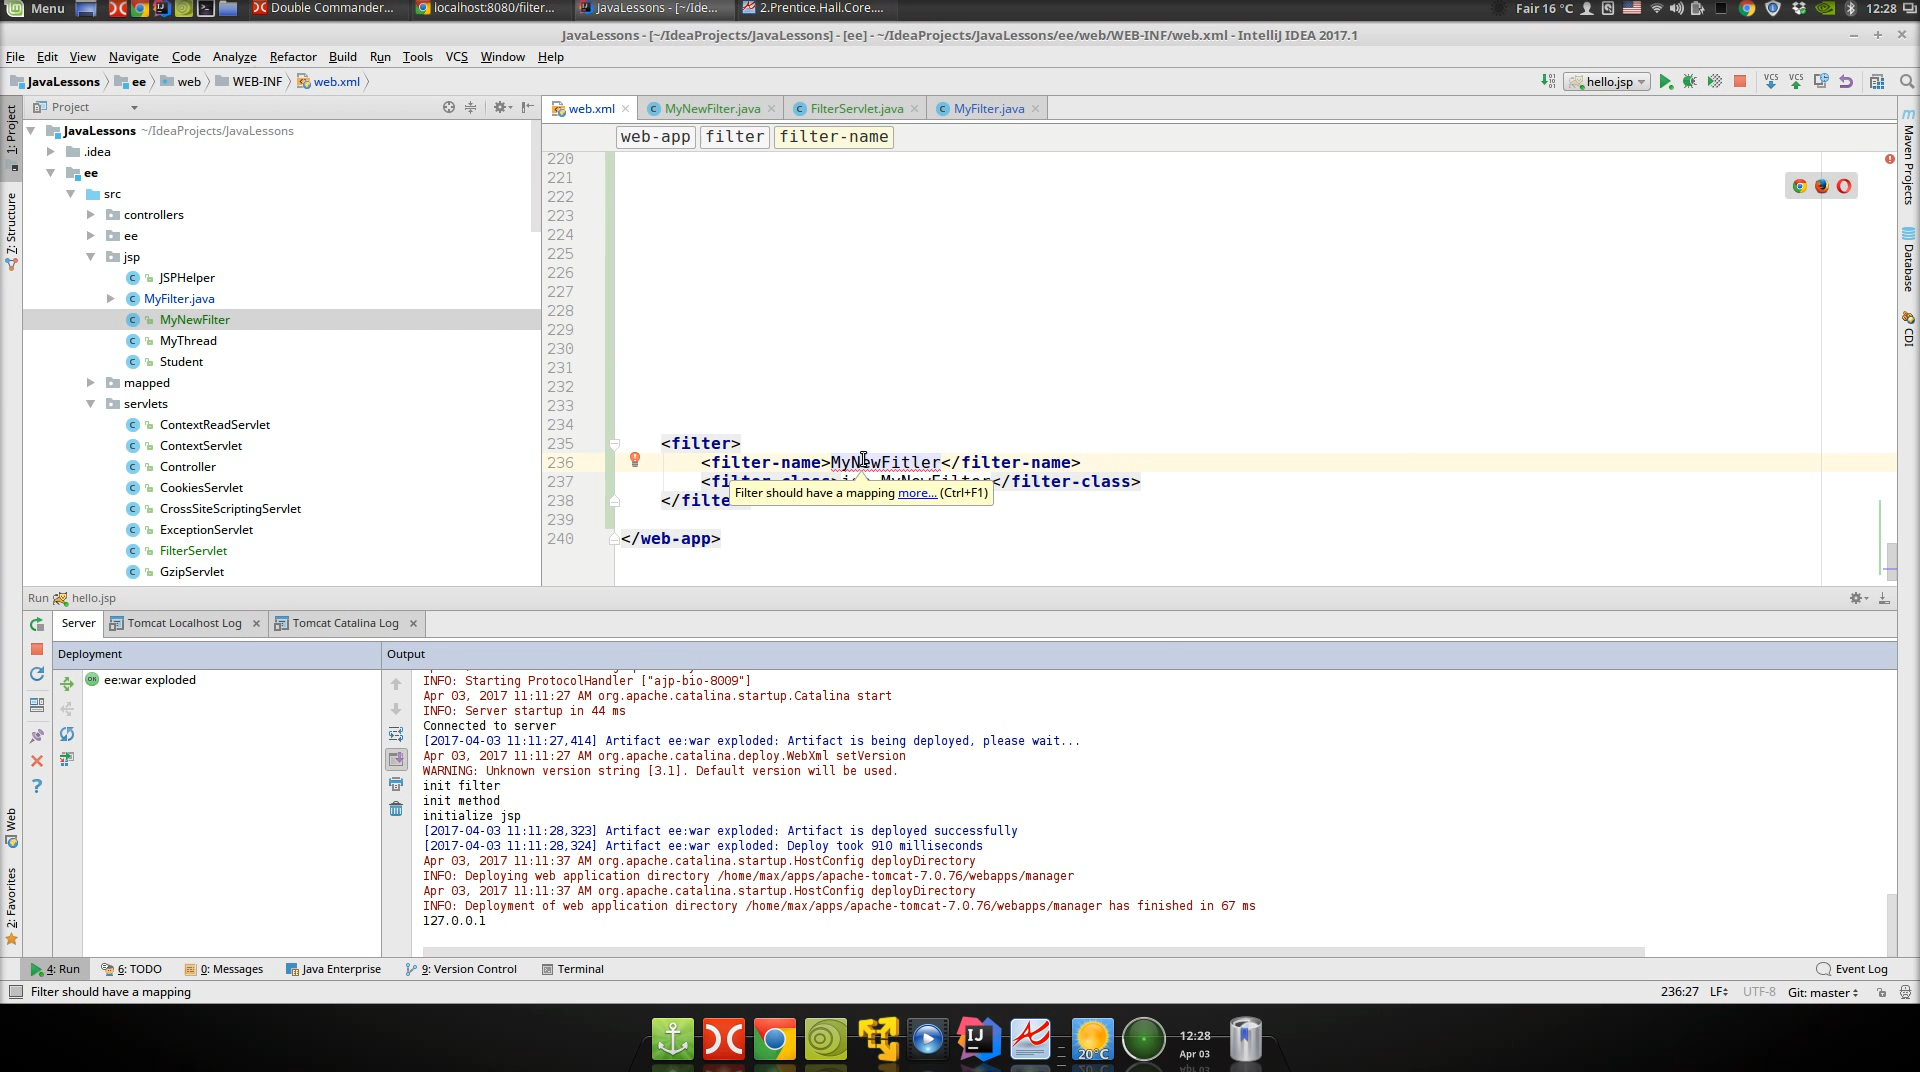 Menu
Double Commander...
localhost:8080/filter...
JavaLessons - [~/Ide...
2.Prentice.Hall.Core....
Fair 16 °C
12:28
JavaLessons - [~/IdeaProjects/JavaLessons] - [ee] - ~/IdeaProjects/JavaLessons/ee/web/WEB-INF/web.xml - IntelliJ IDEA 2017.1
File Edit View Navigate Code Analyze Refactor Build Run Tools VCS Window Help
JavaLessons ee web WEB-INF web.xml
hello.jsp
VCS VCS
Project
web.xml
MyNewFilter.java
FilterServlet.java
MyFilter.java
1: Project
Z: Structure
Web
2: Favorites
Maven Projects
Database
CDI
JavaLessons ~/IdeaProjects/JavaLessons
.idea
ee
src
controllers
ee
jsp
JSPHelper
MyFilter.java
MyNewFilter
MyThread
Student
mapped
servlets
ContextReadServlet
ContextServlet
Controller
CookiesServlet
CrossSiteScriptingServlet
ExceptionServlet
FilterServlet
GzipServlet
web-app filter filter-name
220
221
222
223
224
225
226
227
228
229
230
231
232
233
234
235 <filter>
236 <filter-name>MyNewFitler</filter-name>
237 MyNewFilter</filter-class>
238 </filte
239
240 </web-app>
Filter should have a mapping more... (Ctrl+F1)
Run hello.jsp
Server
Tomcat Localhost Log
Tomcat Catalina Log
Deployment
Output
ee:war exploded
INFO: Starting ProtocolHandler ["ajp-bio-8009"]
Apr 03, 2017 11:11:27 AM org.apache.catalina.startup.Catalina start
INFO: Server startup in 44 ms
Connected to server
[2017-04-03 11:11:27,414] Artifact ee:war exploded: Artifact is being deployed, please wait...
Apr 03, 2017 11:11:27 AM org.apache.catalina.deploy.WebXml setVersion
WARNING: Unknown version string [3.1]. Default version will be used.
init filter
init method
initialize jsp
[2017-04-03 11:11:28,323] Artifact ee:war exploded: Artifact is deployed successfully
[2017-04-03 11:11:28,324] Artifact ee:war exploded: Deploy took 910 milliseconds
Apr 03, 2017 11:11:37 AM org.apache.catalina.startup.HostConfig deployDirectory
INFO: Deploying web application directory /home/max/apps/apache-tomcat-7.0.76/webapps/manager
Apr 03, 2017 11:11:37 AM org.apache.catalina.startup.HostConfig deployDirectory
INFO: Deployment of web application directory /home/max/apps/apache-tomcat-7.0.76/webapps/manager has finished in 67 ms
127.0.0.1
4: Run
6: TODO
0: Messages
Java Enterprise
9: Version Control
Terminal
Event Log
Filter should have a mapping
236:27 LF UTF-8 Git: master
IJ
20°C
12:28
Apr 03